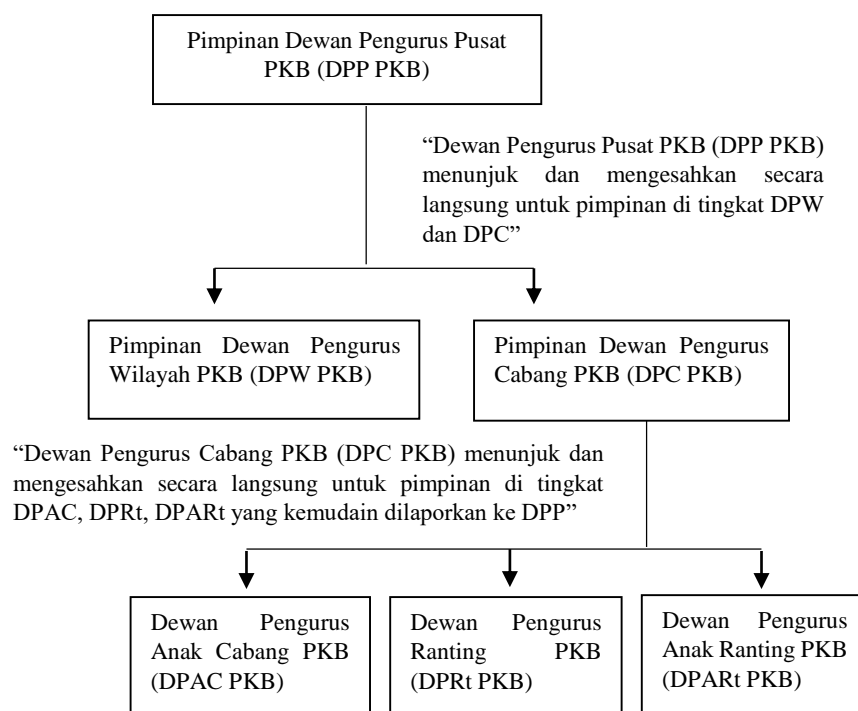 Pimpinan Dewan Pengurus Pusat
PKB (DPP PKB)
“Dewan Pengurus Pusat PKB (DPP PKB)
menunjuk dan mengesahkan secara
langsung untuk pimpinan di tingkat DPW
dan DPC”
Pimpinan Dewan Pengurus
Wilayah PKB (DPW PKB)
Pimpinan Dewan Pengurus
Cabang PKB (DPC PKB)
“Dewan Pengurus Cabang PKB (DPC PKB) menunjuk dan
mengesahkan secara langsung untuk pimpinan di tingkat
DPAC, DPRt, DPARt yang kemudain dilaporkan ke DPP”
Dewan Pengurus
Anak Cabang PKB
(DPAC PKB)
Dewan Pengurus
Ranting PKB
(DPRt PKB)
Dewan Pengurus
Anak Ranting PKB
(DPARt PKB)